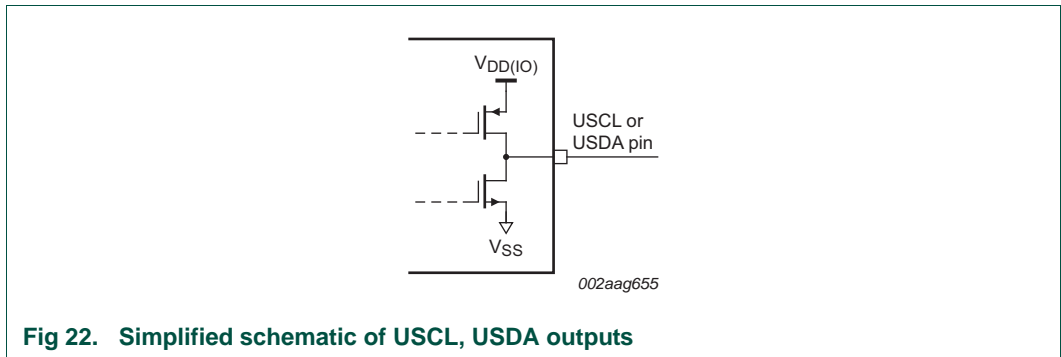 VDD(IO)
USCL or
USDA pin
VSS
002aag655
Fig 22. Simplified schematic of USCL, USDA outputs